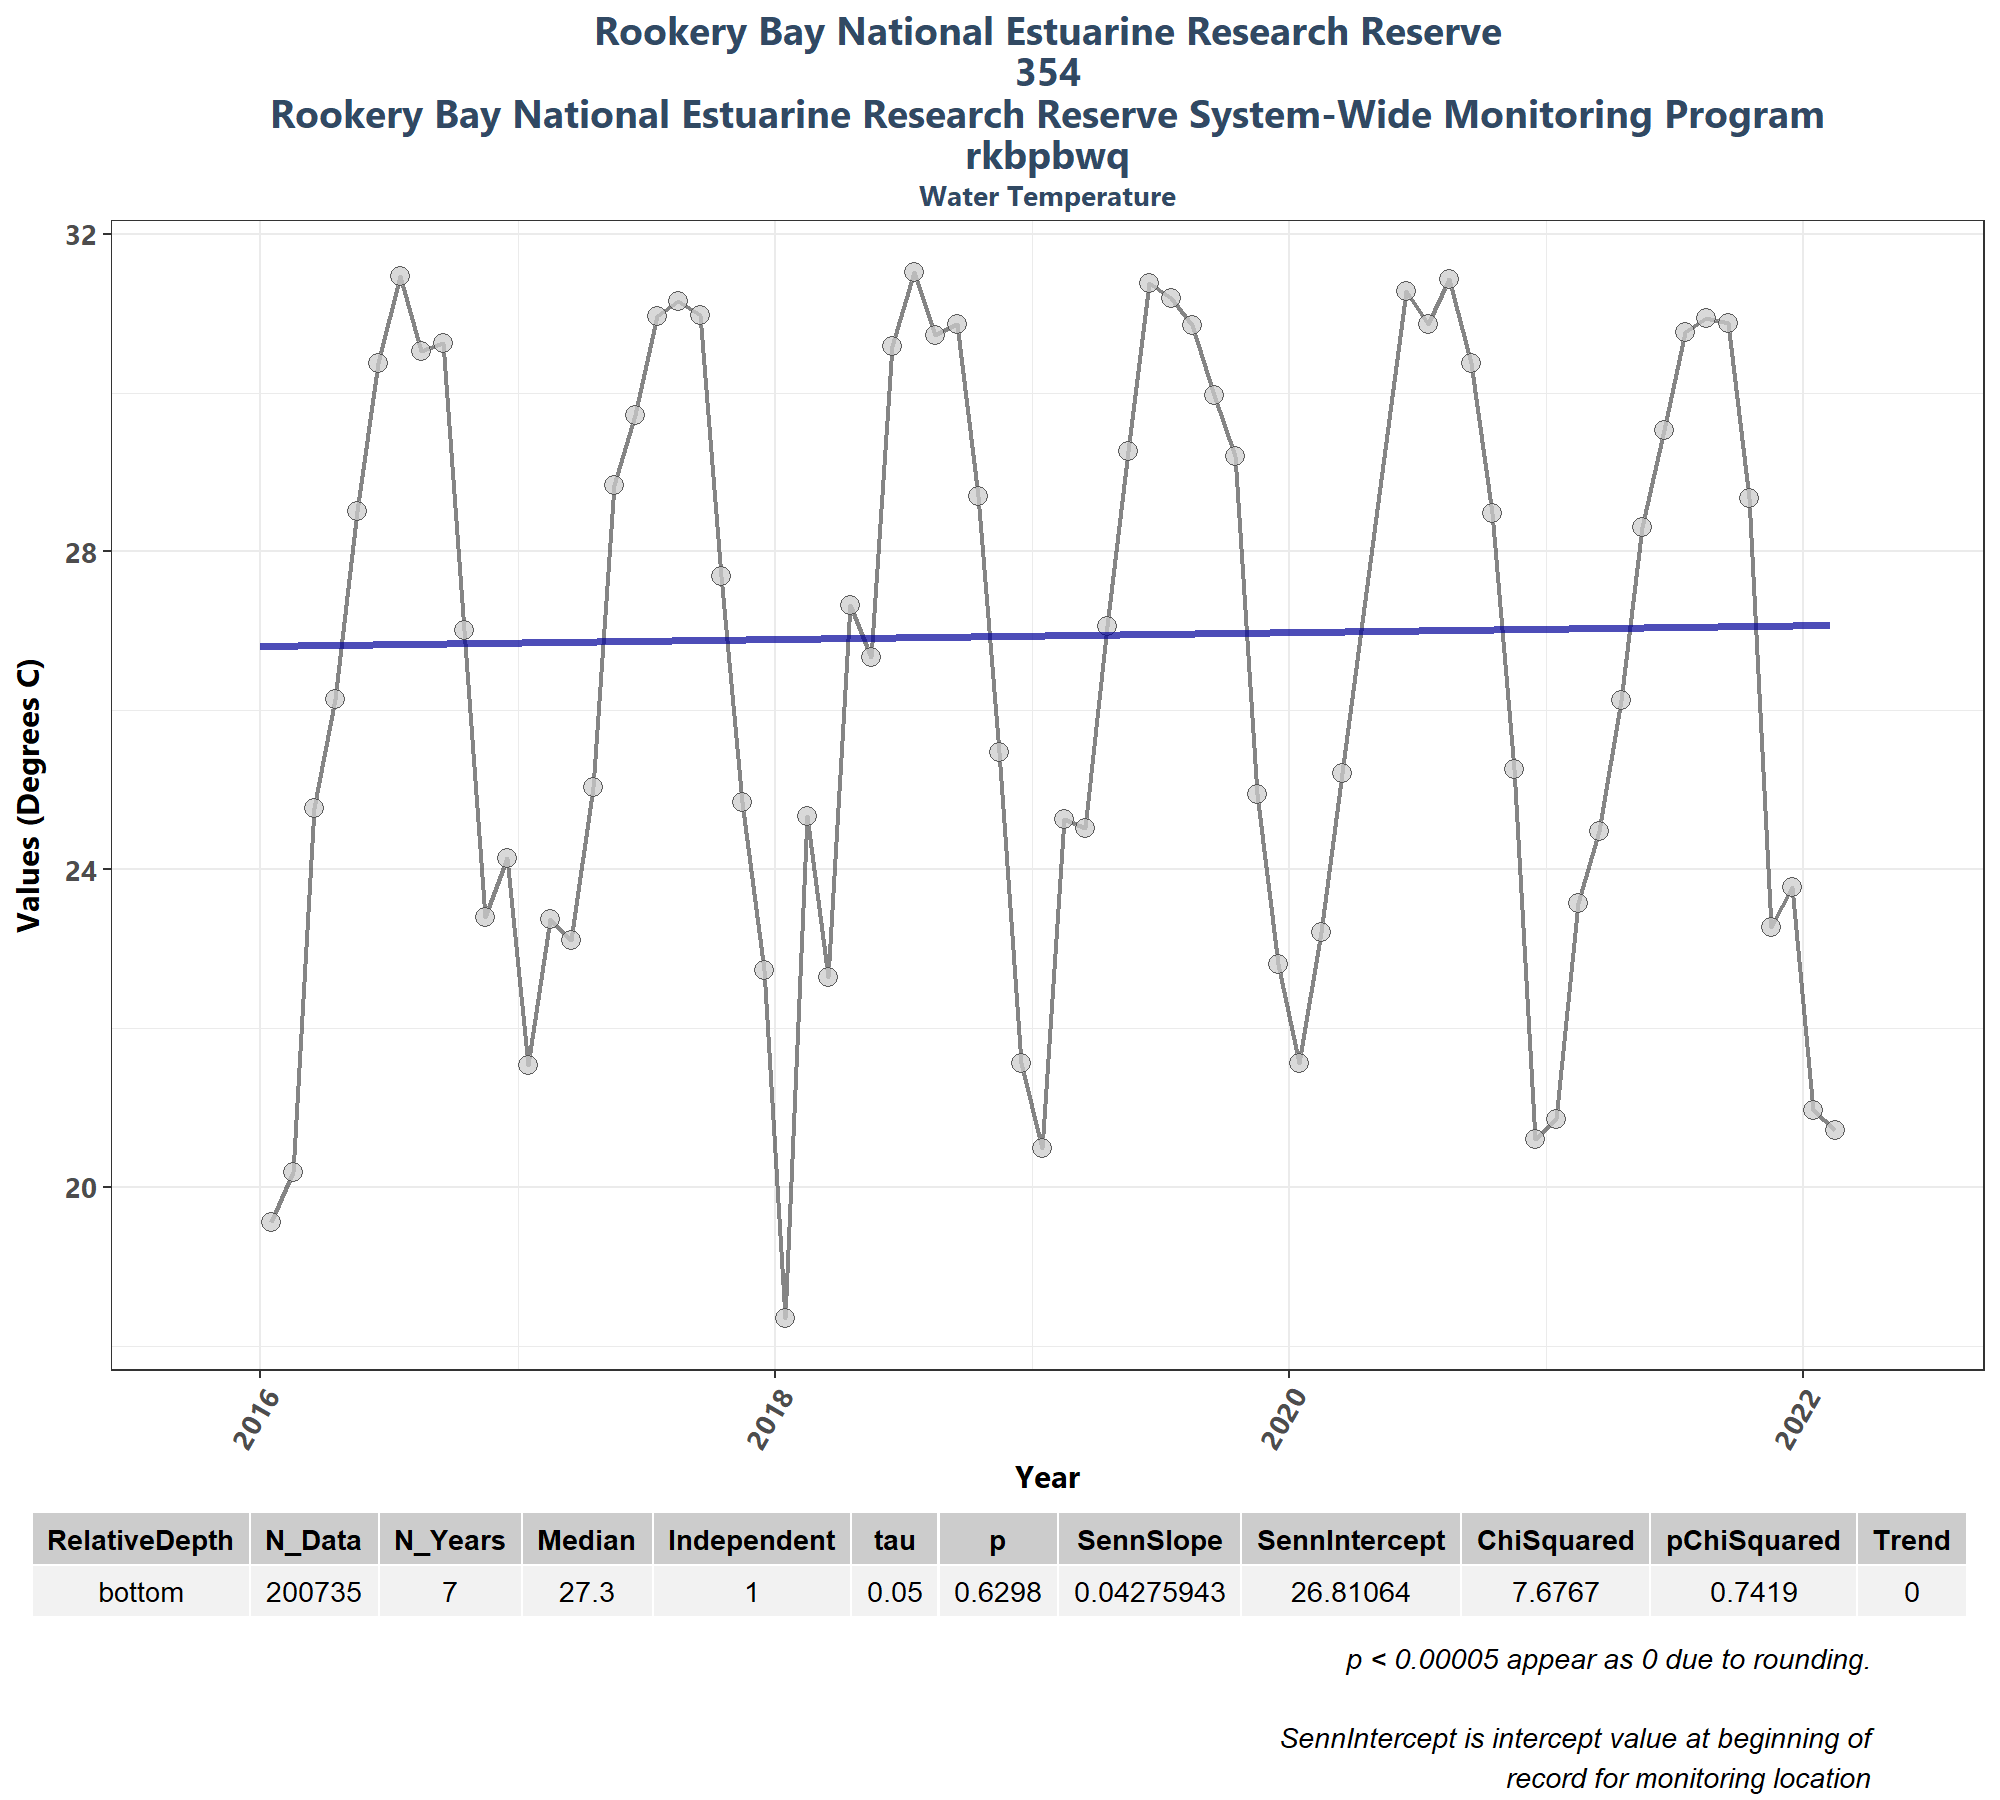 Rookery Bay National Estuarine Research Reserve
354
Rookery Bay National Estuarine Research Reserve System-Wide Monitoring Program
rkbpbwq
Water Temperature
Values (Degrees C)
32
28
24
20
2016
2018
2020
2022
Year
RelativeDepth N_Data N_Years Median Independent tau p SennSlope SennIntercept ChiSquared pChiSquared Trend
bottom 200735 7 27.3 1 0.05 0.6298 0.04275943 26.81064 7.6767 0.7419 0
p < 0.00005 appear as 0 due to rounding.
SennIntercept is intercept value at beginning of
record for monitoring location